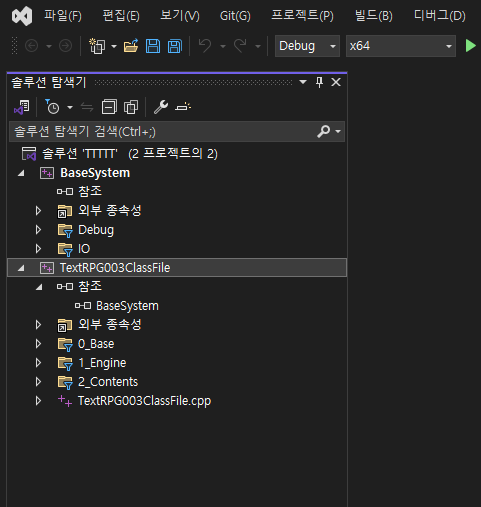 파일(F) 편집(E) 보기(V) Git(G) 프로젝트(P) 빌드(B) 디버그(D)
Debug x64
솔루션 탐색기
솔루션 탐색기 검색(Ctrl+;)
솔루션 'TTTTT' (2 프로젝트의 2)
BaseSystem
참조
외부 종속성
Debug
IO
TextRPG003ClassFile
참조
BaseSystem
외부 종속성
0_Base
1_Engine
2_Contents
TextRPG003ClassFile.cpp